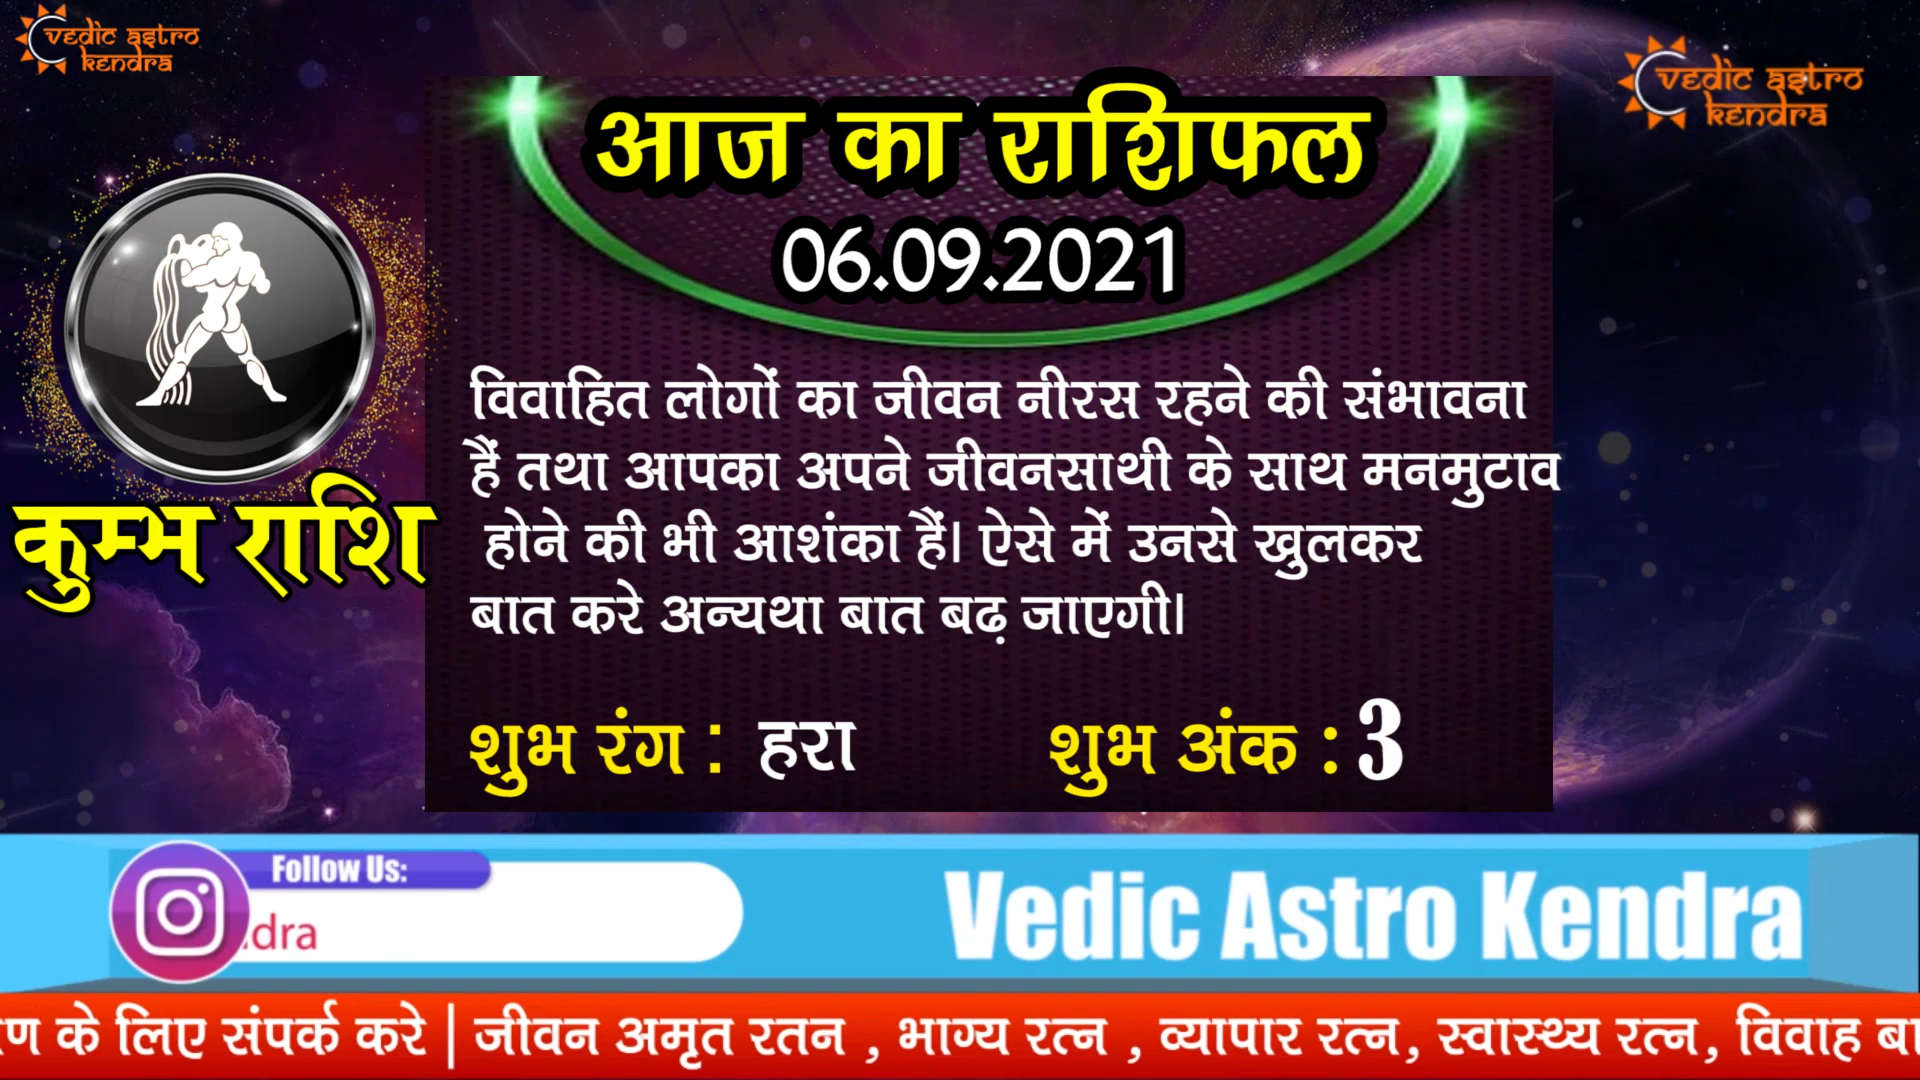 vedic astro
kendra
vedic astro
kendra
आज का राशिफल
06.09.2021
कुम्भ राशि
विवाहित लोगों का जीवन नीरस रहने की संभावना
हैं तथा आपका अपने जीवनसाथी के साथ मनमुटाव
होने की भी आशंका हैं। ऐसे में उनसे खुलकर
बात करे अन्यथा बात बढ़ जाएगी।
शुभ रंग : हरा
शुभ अंक : 3
Follow Us:
dra
Vedic Astro Kendra
के लिए संपर्क करे | जीवन अमृत रतन , भाग्य रत्न , व्यापार रत्न, स्वास्थ्य रत्न, विवाह